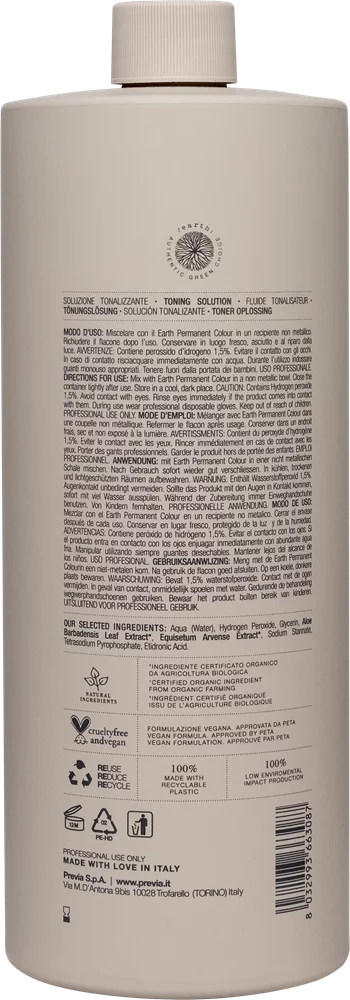 /earth/
AUTHENTIC GREEN CHOICE
SOLUZIONE TONALIZZANTE • TONING SOLUTION • FLUIDE TONALISATEUR •
TÖNUNGSLÖSUNG • SOLUCIÓN TONALIZANTE • TONER OPLOSSING
MODO D'USO: Miscelare con il Earth Permanent Colour in un recipiente non metallico.
Richiudere il flacone dopo l'uso. Conservare in luogo fresco, asciutto e al riparo dalla
luce. AVVERTENZE: Contiene perossido d'idrogeno 1,5%. Evitare il contatto con gli occhi.
In caso di contatto risciacquare immediatamente con acqua. Durante l'utilizzo indossare
guanti monouso appropriati. Tenere fuori dalla portata dei bambini. USO PROFESSIONALE.
DIRECTIONS FOR USE: Mix with Earth Permanent Colour in a non metallic bowl. Close the
container tightly after use. Store in a cool, dark place. CAUTION: Contains Hydrogen peroxide
1,5%. Avoid contact with eyes. Rinse eyes immediately if the product comes into contact
with them. During use wear professional disposable gloves. Keep out of reach of children.
PROFESSIONAL USE ONLY. MODE D'EMPLOI: Mélanger avec Earth Permanent Colour dans
une coupelle non métallique. Refermer le flacon après usage. Conserver dans un endroit
frais, sec et non exposé à la lumière. AVERTISSEMENTS: Contient du peroxyde d'hydrogène
1,5%. Eviter le contact avec les yeux. Rincer immédiatement en cas de contact avec les
yeux. Porter des gants professionnels. Garder le produit hors de portée des enfants. EMPLOI
PROFESSIONNEL. ANWENDUNG: mit Earth Permanent Colour in einer nicht metallischen
Schale mischen. Nach Gebrauch sofort wieder gut verschliessen. In kühlen, trockenen
und lichtgeschützten Räumen aufbewahren. WARNUNG: Enthält Wasserstoffperoxid 1,5%.
Augenkontakt unbedingt vermeiden. Sollte das Produkt mit den Augen in Kontakt kommen,
sofort mit viel Wasser ausspülen. Während der Zubereitung immer Einweghandschuhe
benutzen. Von Kindern fernhalten. PROFESSIONELLE ANWENDUNG. MODO DE USO:
Mezclar con el Earth Permanent Colour en un recipiente no metálico. Cerrar el envase
después de cada uso. Conservar en lugar fresco, protegido de la luz y de la humedad.
ADVERTENCIAS: Contiene peróxido de hidrógeno 1,5%. Evitar el contacto con los ojos. Si
el producto entra en contacto con los ojos enjuagar inmediatamente con abundante agua
fría. Manipular utilizando siempre guantes desechables. Mantener lejos del alcance de
los niños. USO PROFESIONAL. GEBRUIKSAANWIJZING: Meng met de Earth Permanent
Colourin een niet-metalen kom. Na gebruik de flacon goed afsluiten. Op een koele, donkere
plaats bewaren. WAARSCHUWING: Bevat 1,5% waterstofperoxide. Contact met de ogen
vermijden. In geval van contact, onmiddellijk spoelen met water. Gedurende de behandeling
wegwerphandschoenen gebruiken. Bewaar het product buiten bereik van kinderen.
UITSLUITEND VOOR PROFESSIONEEL GEBRUIK.
OUR SELECTED INGREDIENTS: Aqua (Water), Hydrogen Peroxide, Glycerin, Aloe
Barbadensis Leaf Extract*, Equisetum Arvense Extract*, Sodium Stannate,
Tetrasodium Pyrophosphate, Etidronic Acid.
NATURAL
INGREDIENTS
*INGREDIENTE CERTIFICATO ORGANICO
DA AGRICOLTURA BIOLOGICA
*CERTIFIED ORGANIC INGREDIENT
FROM ORGANIC FARMING
*INGRÉDIENT CERTIFIÉ ORGANIQUE
ISSU DE L'AGRICULTURE BIOLOGIQUE
crueltyfree
andvegan
FORMULAZIONE VEGANA. APPROVATA DA PETA
VEGAN FORMULA. APPROVED BY PETA
VEGAN FORMULATION. APPROUVÉ PAR PETA
REUSE
REDUCE
RECYCLE
100%
MADE WITH
RECYCLABLE
PLASTIC
100%
LOW ENVIROMENTAL
IMPACT PRODUCTION
12M
02
PE-HD
PROFESSIONAL USE ONLY
MADE WITH LOVE IN ITALY
Previa S.p.A. | www.previa.it
Via M.D'Antona 9bis 10028 Trofarello (TORINO) Italy
8 032993 663087